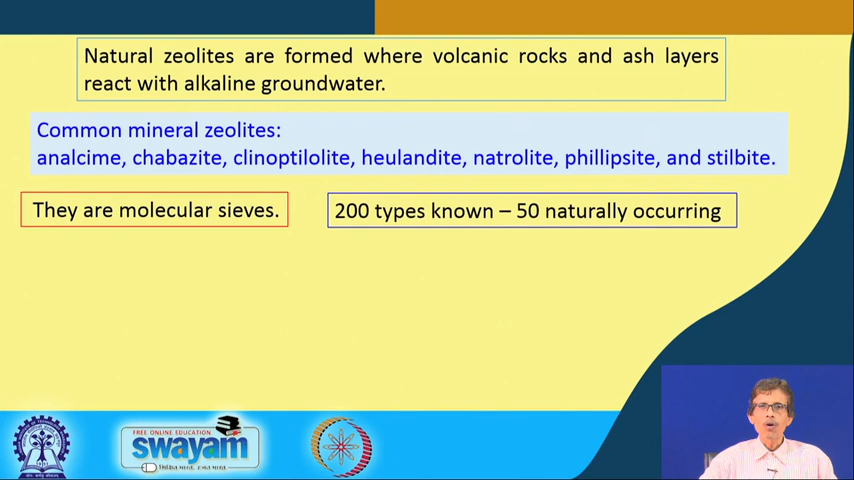 Natural zeolites are formed where volcanic rocks and ash layers
react with alkaline groundwater.
Common mineral zeolites:
analcime, chabazite, clinoptilolite, heulandite, natrolite, phillipsite, and stilbite.
They are molecular sieves.
200 types known – 50 naturally occurring
FREE ONLINE EDUCATION
swayam